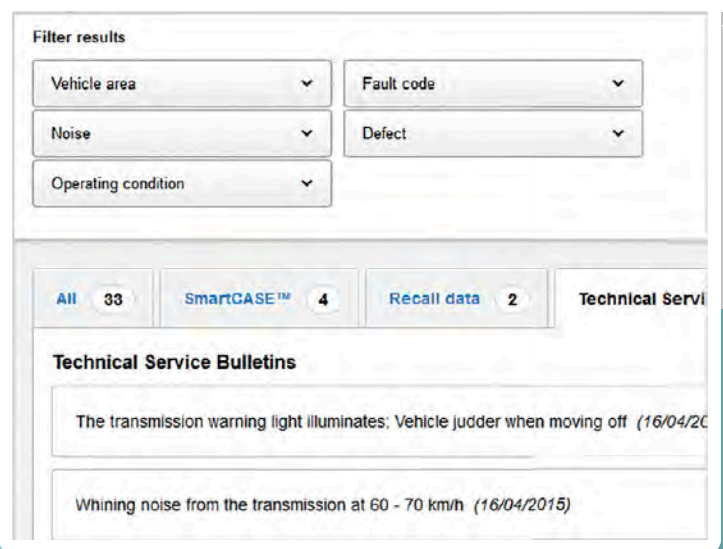 Filter results
Vehicle area Fault code
Noise Defect
Operating condition
All 33 SmartCASE™ 4 Recall data 2 Technical Servi
Technical Service Bulletins
The transmission warning light illuminates; Vehicle judder when moving off (16/04/20
Whining noise from the transmission at 60 - 70 km/h (16/04/2015)